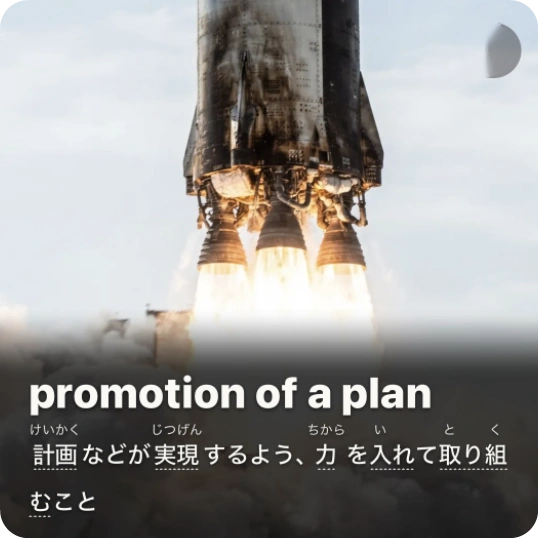 promotion of a plan
けいかく じつげん ちから い と く
計画などが実現するよう、力を入れて取り組
むこと